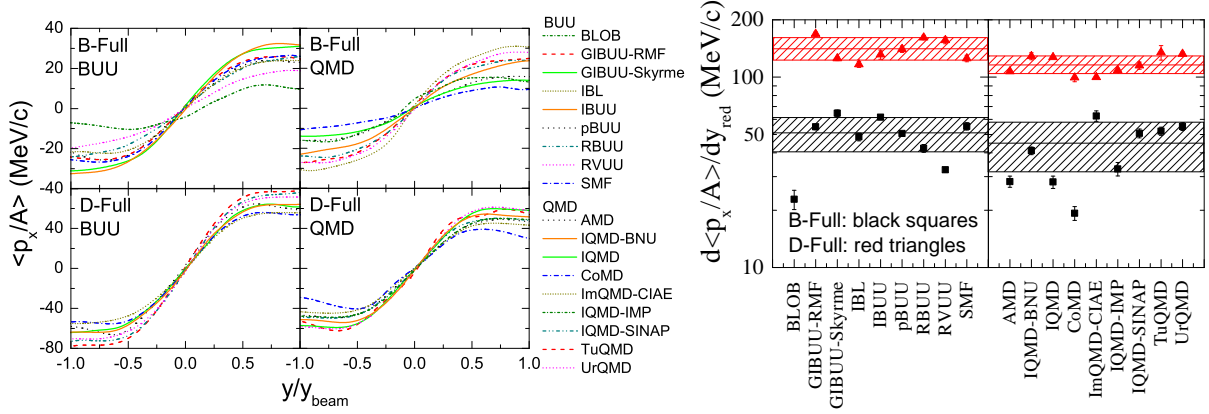 <p_x/A> (MeV/c)
40
20
0
-20
-40
40
0
-40
-80
B-Full
BUU
B-Full
QMD
D-Full
BUU
D-Full
QMD
-1.0
-0.5
0.0
0.5
-1.0
-0.5
0.0
0.5
1.0
y/y_beam
BUU
BLOB
GIBUU-RMF
GIBUU-Skyrme
IBL
IBUU
pBUU
RBUU
RVUU
SMF
QMD
AMD
IQMD-BNU
IQMD
CoMD
ImQMD-CIAE
IQMD-IMP
IQMD-SINAP
TuQMD
UrQMD
d<p_x/A>/dy_red (MeV/c)
200
100
50
10
B-Full: black squares
D-Full: red triangles
BLOB
GIBUU-RMF
GIBUU-Skyrme
IBL
IBUU
pBUU
RBUU
RVUU
SMF
AMD
IQMD-BNU
IQMD
CoMD
ImQMD-CIAE
IQMD-IMP
IQMD-SINAP
TuQMD
UrQMD